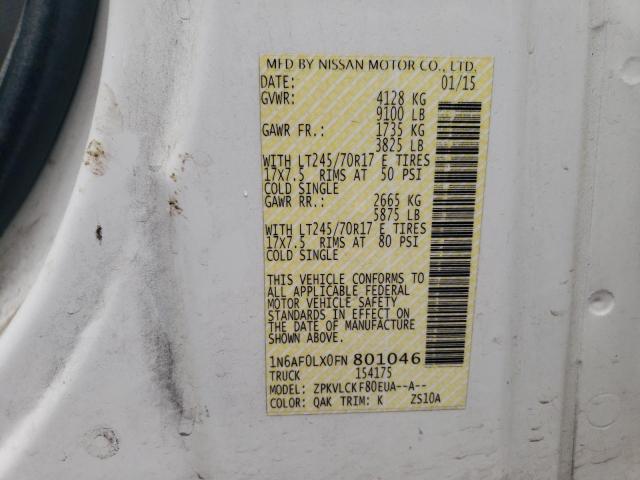 MFD BY NISSAN MOTOR CO., LTD.
DATE: 01/15
GVWR: 4128 KG
9100 LB
GAWR FR.: 1735 KG
3825 LB
WITH LT245/70R17 E TIRES
17X7.5 RIMS AT 50 PSI
COLD SINGLE
GAWR RR.: 2665 KG
5875 LB
WITH LT245/70R17 E TIRES
17X7.5 RIMS AT 80 PSI
COLD SINGLE
THIS VEHICLE CONFORMS TO
ALL APPLICABLE FEDERAL
MOTOR VEHICLE SAFETY
STANDARDS IN EFFECT ON
THE DATE OF MANUFACTURE
SHOWN ABOVE.
1N6AF0LX0FN 801046
TRUCK 154175
MODEL: ZPKVLCKF80EUA--A--
COLOR: QAK TRIM: K ZS10A